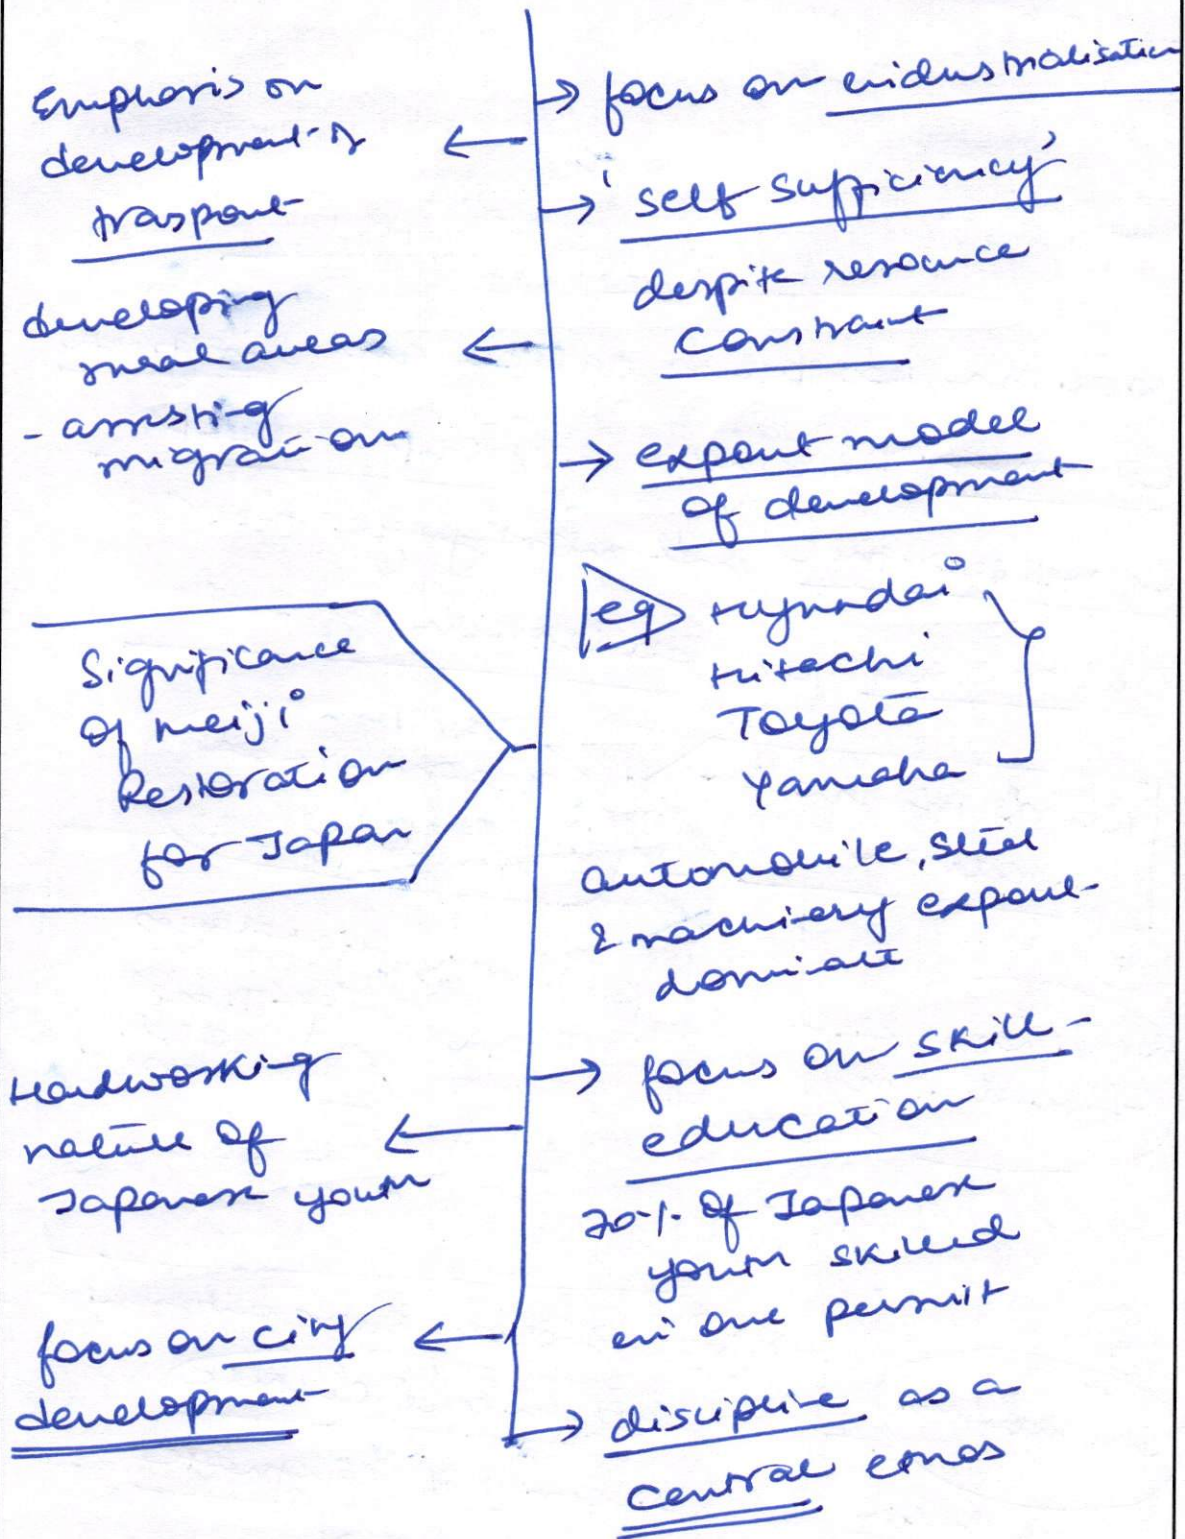 Emphasis on
development of
trasport
developing
rural areas
- arresting
migration
Significance
of Meiji
Restoration
for Japan
Hardworking
nature of
Japanese youth
focus on city
development
→ focus on industrialisation
→ 'self sufficiency'
despite resource
constraint
→ export model
of development
eg Hyundai
Hitachi
Toyota
Yamaha
automobile, steel
& machinery export
dominate
→ focus on skill -
education
70% of Japanese
youth skilled
in one
→ discipline as a
central ethos